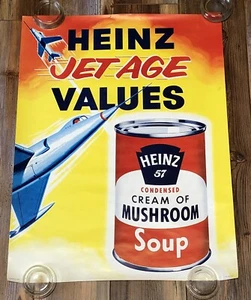 HEINZ
JET AGE
VALUES
HEINZ
57
CONDENSED
CREAM OF
MUSHROOM
Soup